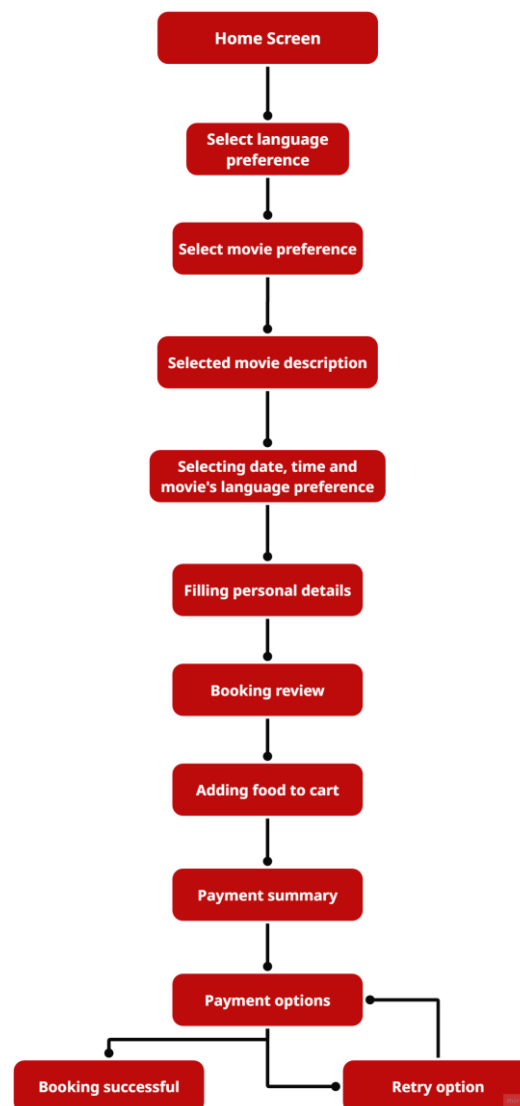 Home Screen
Select language
preference
Select movie preference
Selected movie description
Selecting date, time and
movie's language preference
Filling personal details
Booking review
Adding food to cart
Payment summary
Payment options
Booking successful
Retry option